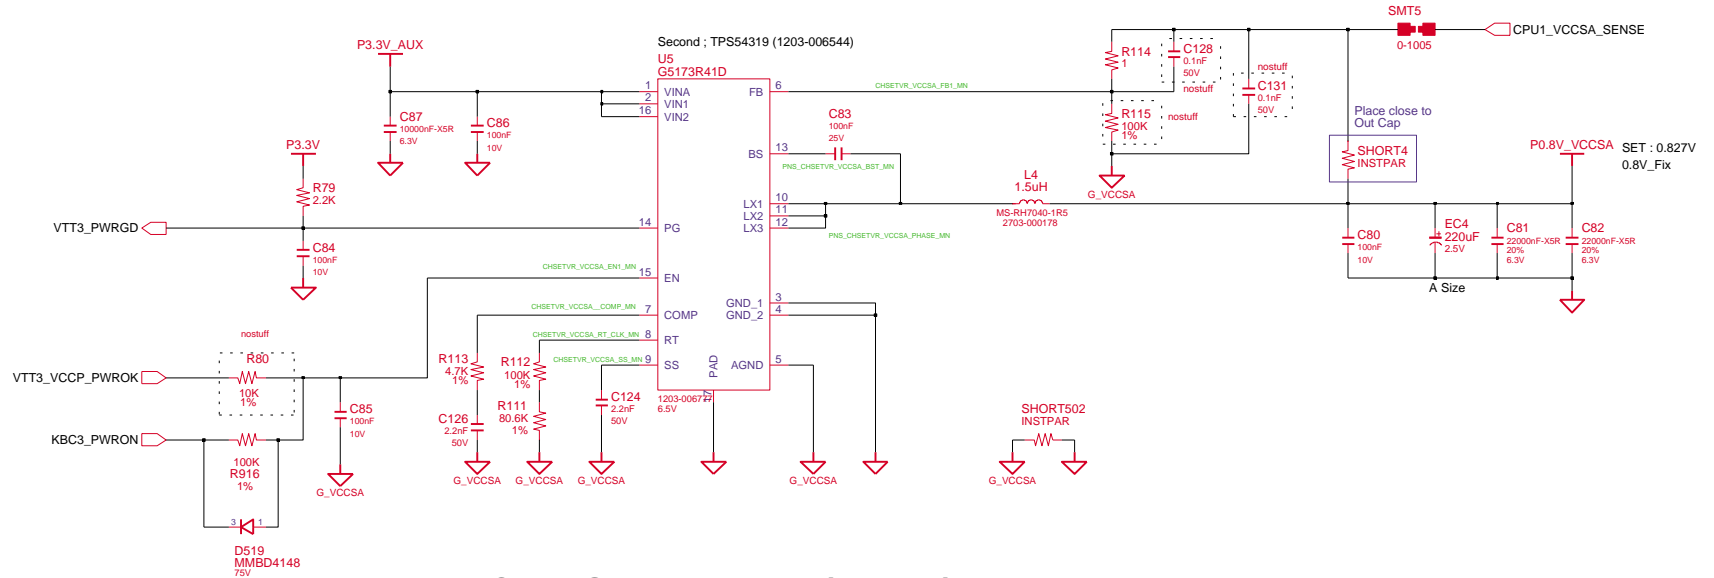 SMT5
0-1005
CPU1_VCCSA_SENSE
P3.3V_AUX
Second ; TPS54319 (1203-006544)
U5
G5173R41D
R114
1
C128
0.1nF
50V
nostuff
nostuff
C131
0.1nF
50V
1
VINA
2
VIN1
16
VIN2
FB
6
CHSETVR_VCCSA_FB1_MN
C87
10000nF-X5R
6.3V
C86
100nF
10V
C83
100nF
25V
R115
100K
1%
nostuff
Place close to
Out Cap
SHORT4
INSTPAR
P0.8V_VCCSA
SET : 0.827V
0.8V_Fix
P3.3V
BS
13
PNS_CHSETVR_VCCSA_BST_MN
G_VCCSA
R79
2.2K
L4
1.5uH
MS-RH7040-1R5
2703-000178
LX1
10
LX2
11
LX3
12
PNS_CHSETVR_VCCSA_PHASE_MN
VTT3_PWRGD
14
PG
C84
100nF
10V
C80
100nF
10V
EC4
220uF
2.5V
C81
22000nF-X5R
20%
6.3V
C82
22000nF-X5R
20%
6.3V
A Size
CHSETVR_VCCSA_EN1_MN
15
EN
GND_1
3
GND_2
4
CHSETVR_VCCSA__COMP_MN
7
COMP
CHSETVR_VCCSA_RT_CLK_MN
8
RT
CHSETVR_VCCSA_SS_MN
9
SS
PAD
AGND
5
nostuff
R80
10K
1%
VTT3_VCCP_PWROK
R113
4.7K
1%
R112
100K
1%
C124
2.2nF
50V
1203-006777
6.5V
C85
100nF
10V
C126
2.2nF
50V
R111
80.6K
1%
SHORT502
INSTPAR
KBC3_PWRON
100K
R916
1%
G_VCCSA
G_VCCSA
G_VCCSA
G_VCCSA
G_VCCSA
G_VCCSA
3
1
D519
MMBD4148
75V